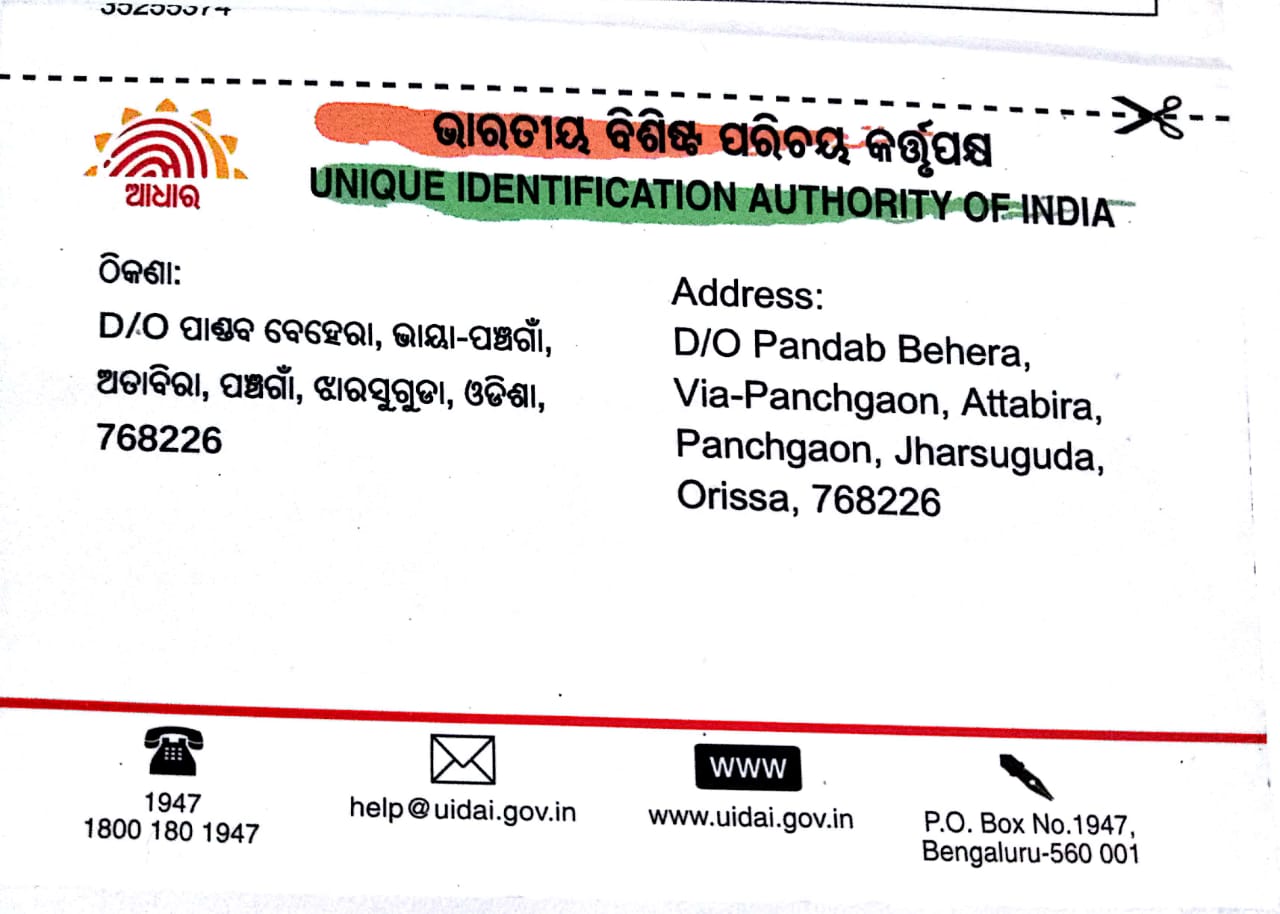 35255374
ଭାରତୀୟ ବିଶିଷ୍ଟ ପରିଚୟ କର୍ତ୍ତୃପକ୍ଷ
UNIQUE IDENTIFICATION AUTHORITY OF INDIA
ଆଧାର
ଠିକଣା:
D/O ପାଣ୍ଡବ ବେହେରା, ଭାୟା-ପଞ୍ଚଗାଁ,
ଅତାବିରା, ପଞ୍ଚଗାଁ, ଝାରସୁଗୁଡା, ଓଡିଶା,
768226
Address:
D/O Pandab Behera,
Via-Panchgaon, Attabira,
Panchgaon, Jharsuguda,
Orissa, 768226
1947
1800 180 1947
help@uidai.gov.in
WWW
www.uidai.gov.in
P.O. Box No.1947,
Bengaluru-560 001